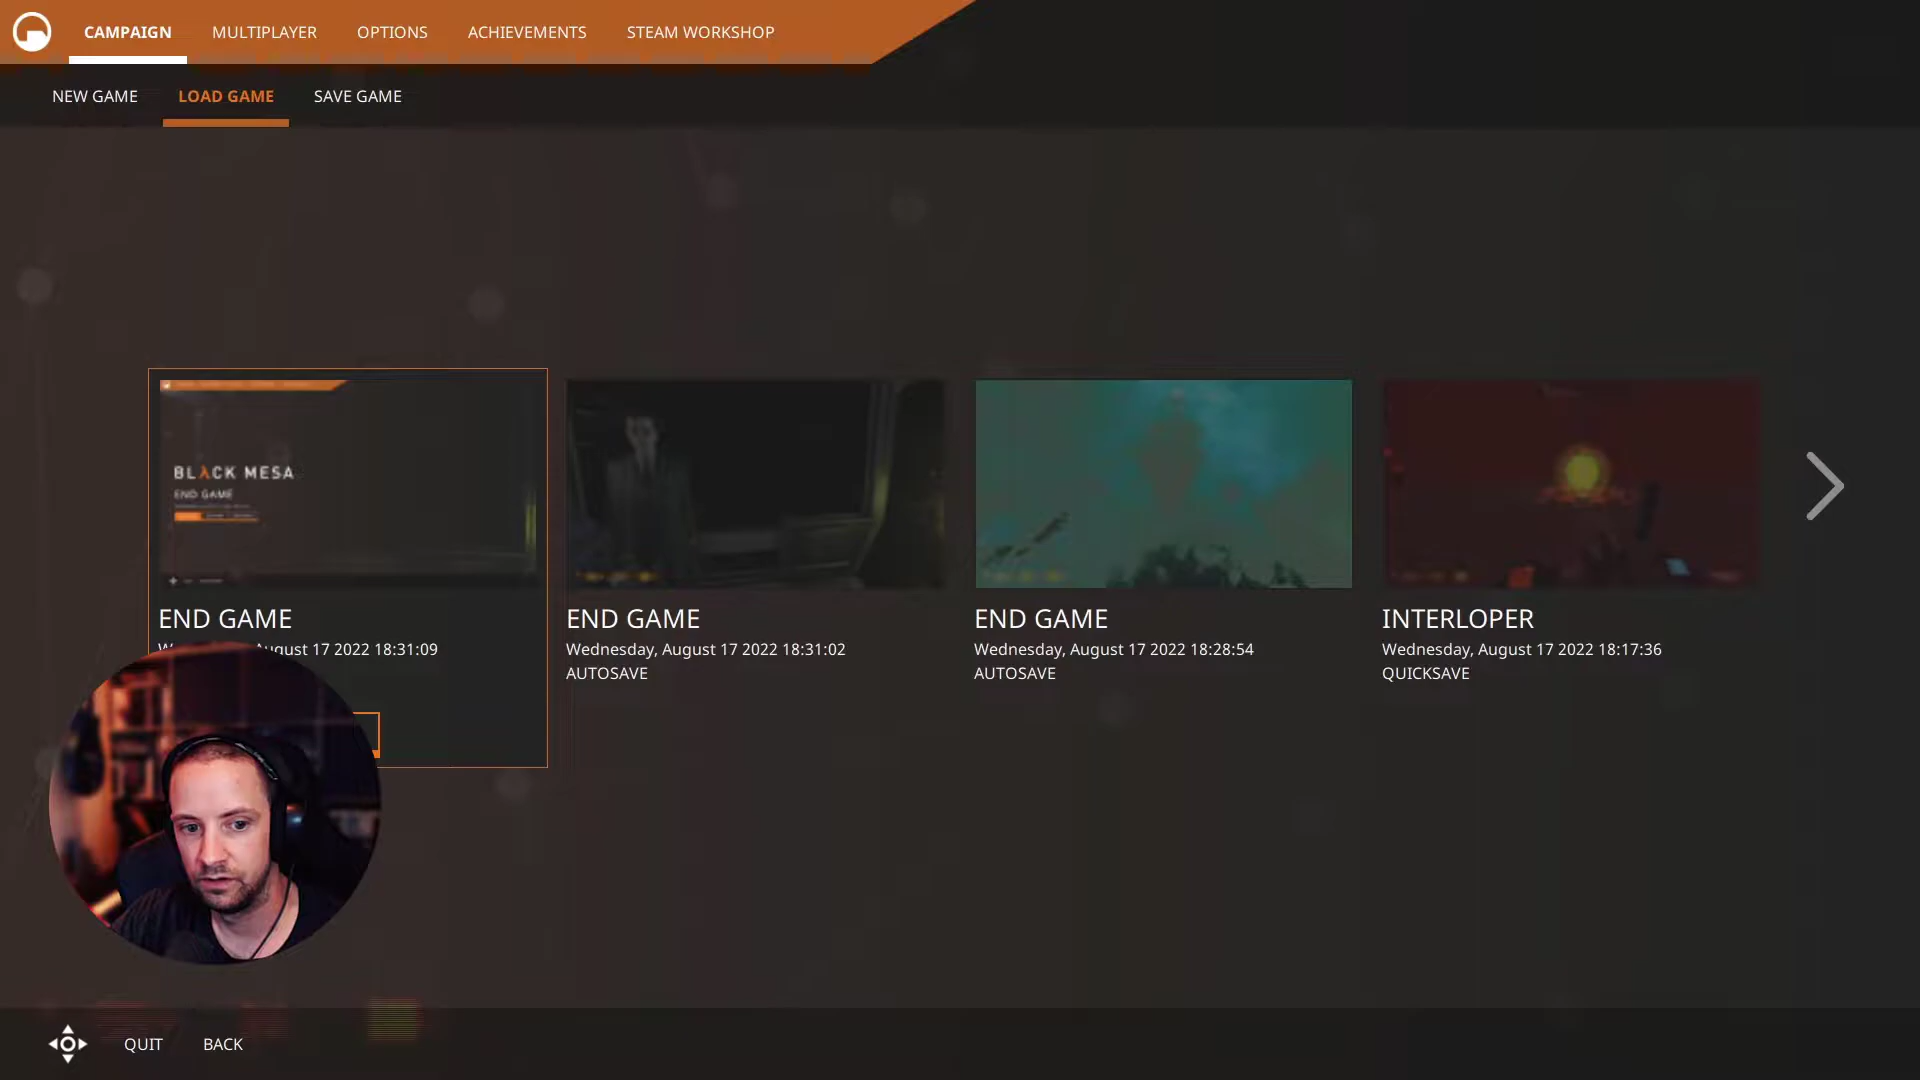 CAMPAIGN MULTIPLAYER OPTIONS ACHIEVEMENTS STEAM WORKSHOP
NEW GAME LOAD GAME SAVE GAME
BLACK MESA
END GAME
END GAME
August 17 2022 18:31:09
END GAME
Wednesday, August 17 2022 18:31:02
AUTOSAVE
END GAME
Wednesday, August 17 2022 18:28:54
AUTOSAVE
INTERLOPER
Wednesday, August 17 2022 18:17:36
QUICKSAVE
QUIT BACK